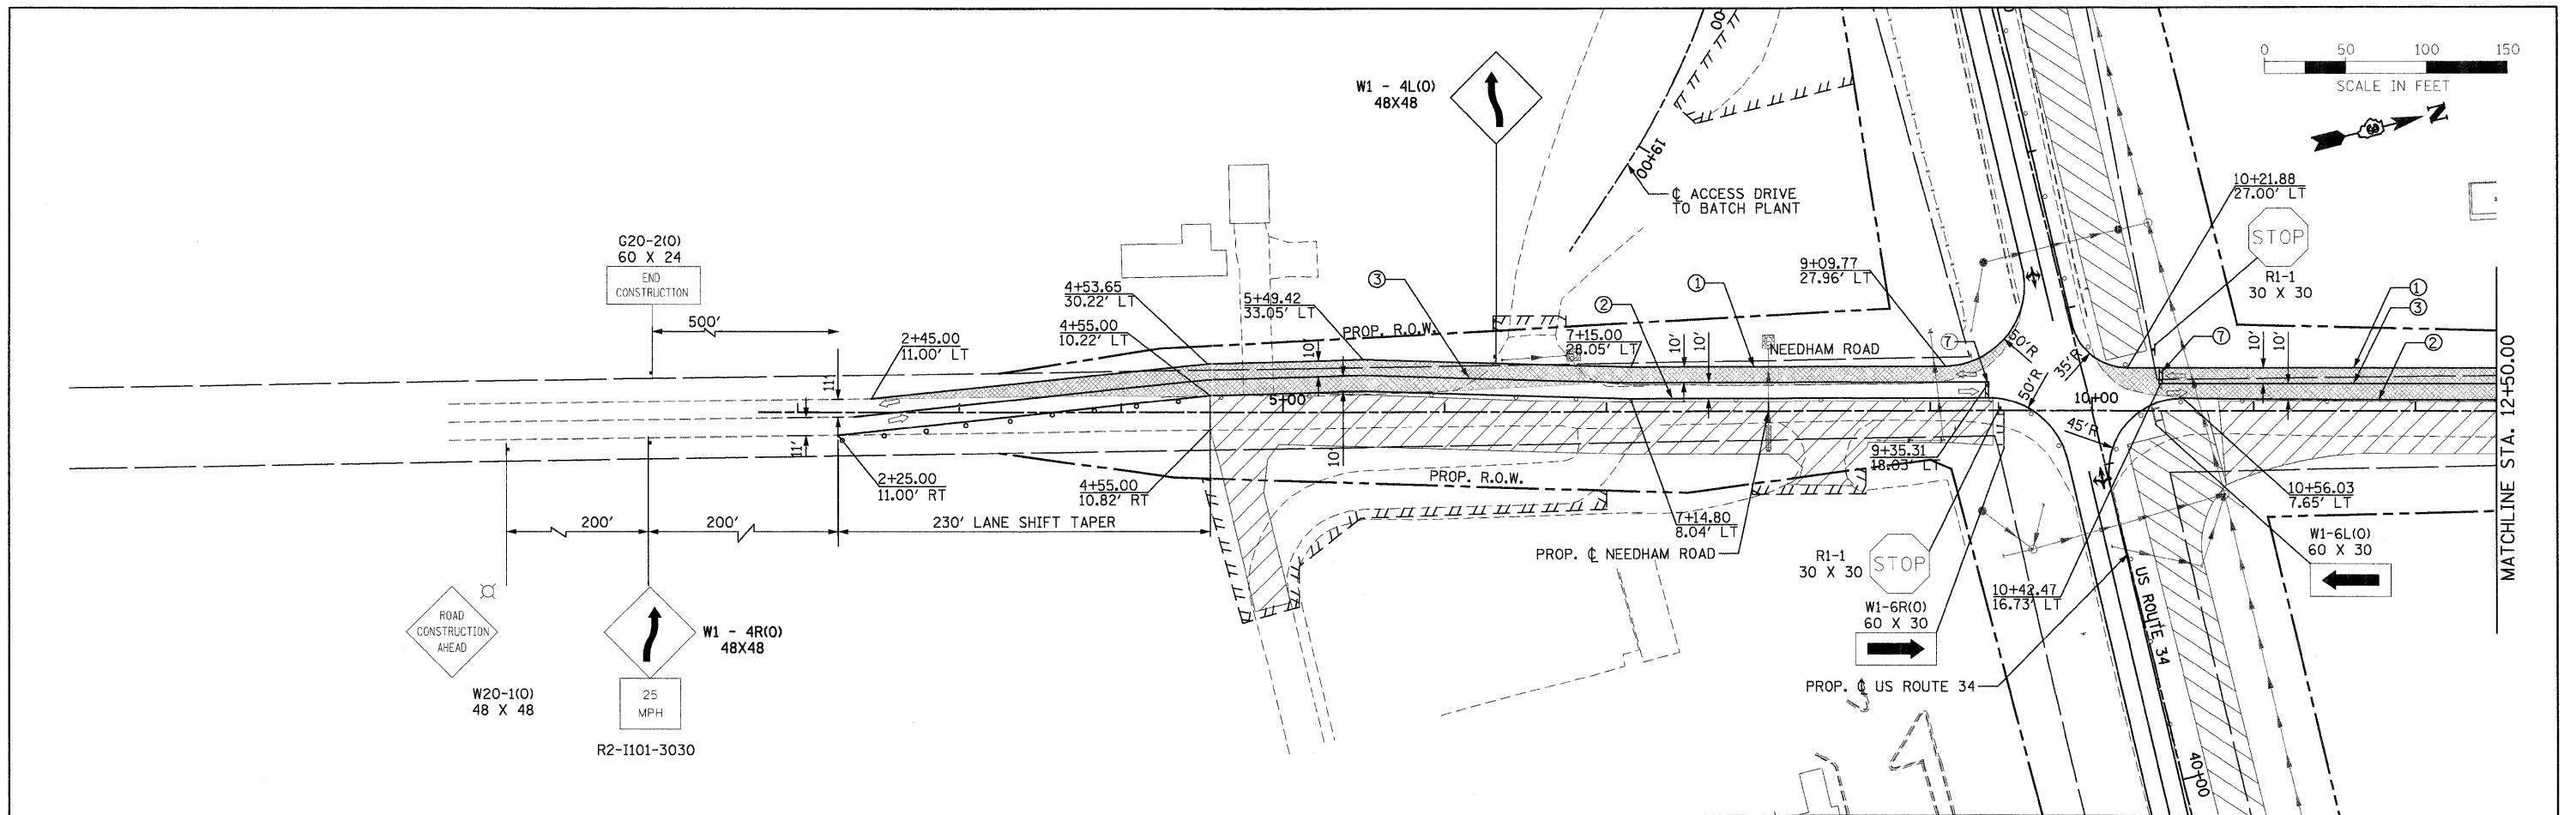 0 50 100 150
SCALE IN FEET
N
W1 - 4L(O)
48X48
00
19+00
₵ ACCESS DRIVE
TO BATCH PLANT
10+21.88
27.00' LT
STOP
R1-1
30 X 30
G20-2(O)
60 X 24
END
CONSTRUCTION
500'
2+45.00
11.00' LT
4+53.65
30.22' LT
4+55.00
10.22' LT
5+49.42
33.05' LT
3
PROP. R.O.W.
2
1
7+15.00
28.05' LT
9+09.77
27.96' LT
NEEDHAM ROAD
7
50'R
35'R
50'R
45'R
7
1
3
2
10'
10'
10'
10'
10'
10'
11'
11'
5+00
10+00
MATCHLINE STA. 12+50.00
2+25.00
11.00' RT
4+55.00
10.82' RT
PROP. R.O.W.
9+35.31
18.03' LT
10+56.03
7.65' LT
200'
200'
230' LANE SHIFT TAPER
7+14.80
8.04' LT
PROP. ₵ NEEDHAM ROAD
W1-6L(O)
60 X 30
R1-1
30 X 30
STOP
10+42.47
16.73' LT
US ROUTE 34
W1-6R(O)
60 X 30
ROAD
CONSTRUCTION
AHEAD
W1 - 4R(O)
48X48
W20-1(O)
48 X 48
25
MPH
R2-I101-3030
PROP. ₵ US ROUTE 34
40+00